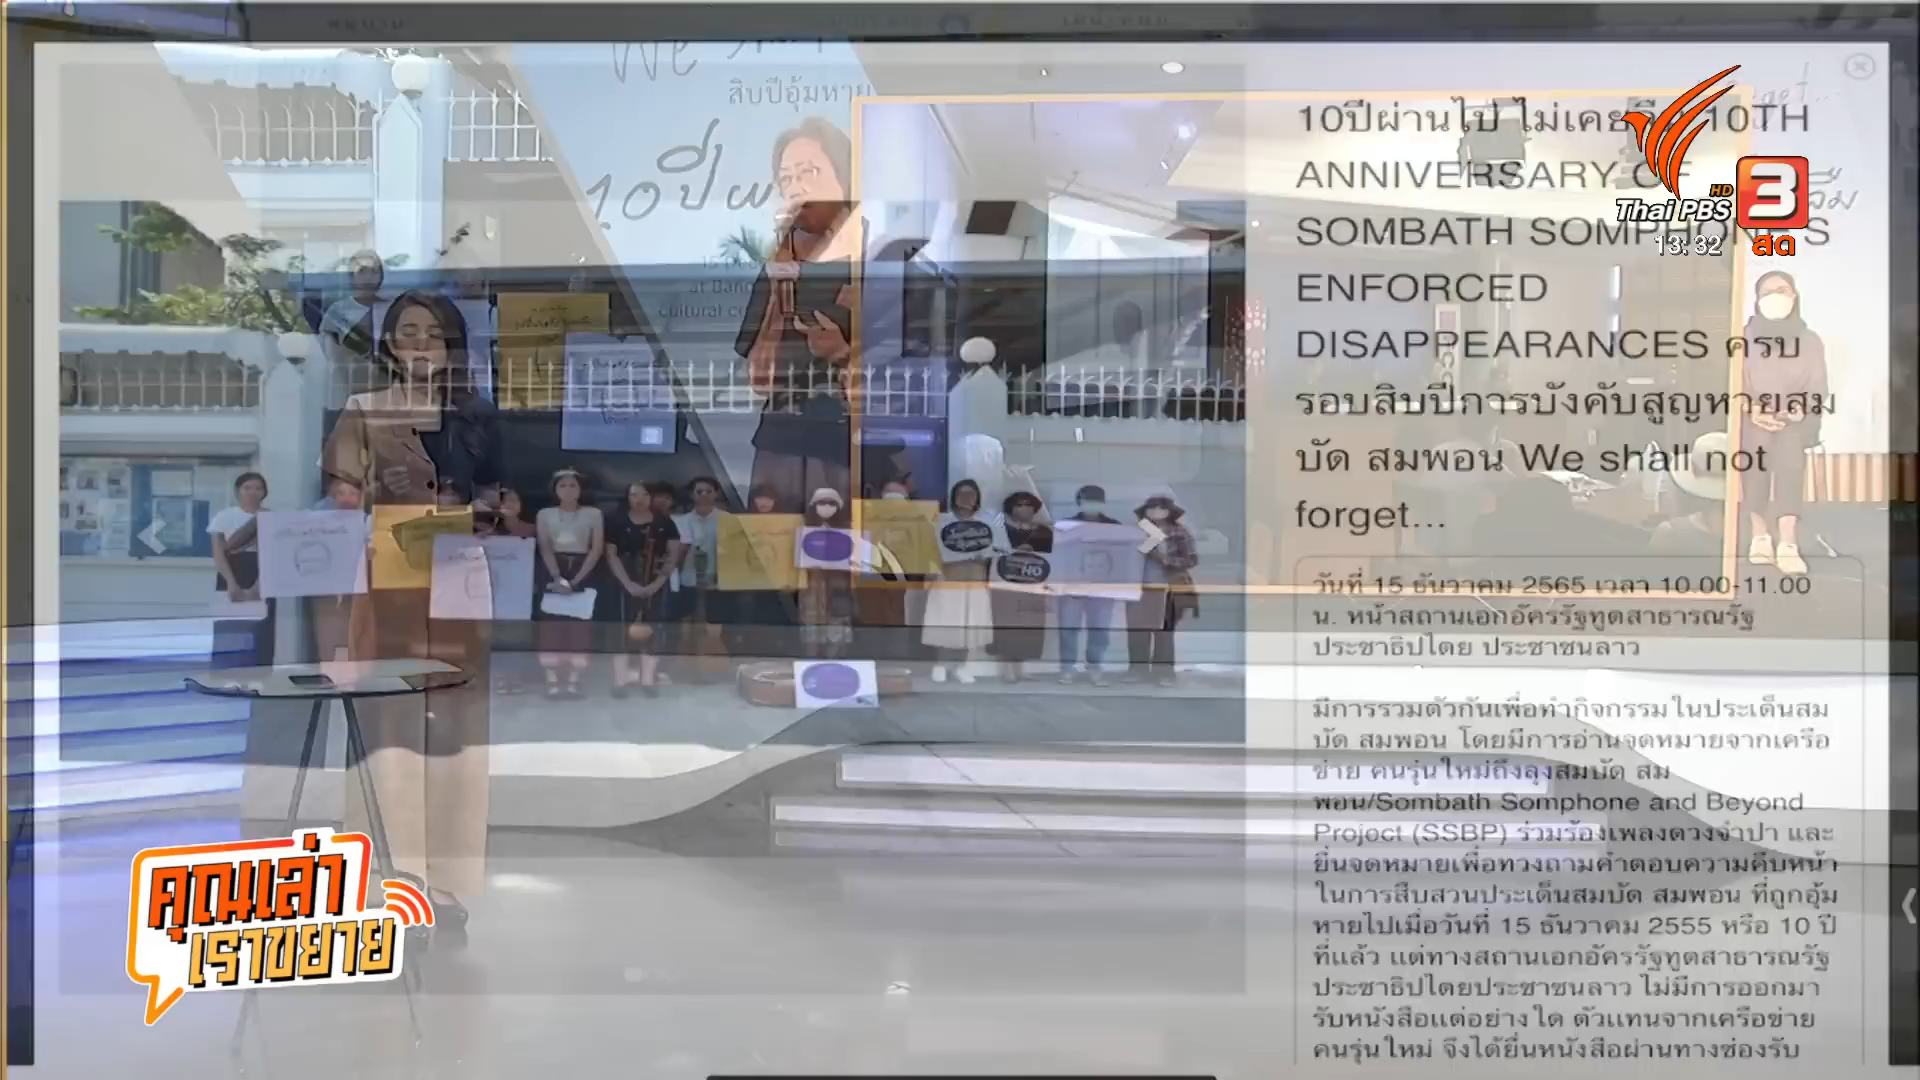 We
สิบปีอุ้มหาย
10ปีผ
at Bang
cultural ce
10ปีผ่านไป ไม่เคย 10TH
ANNIVERSARY OF
SOMBATH SOMPHONE'S
ENFORCED
DISAPPEARANCES ครบ
รอบสิบปีการบังคับสูญหายสม
บัด สมพอน We shall not
forget...
Thai PBS HD 3
13:32 สด
วันที่ 15 ธันวาคม 2565 เวลา 10.00-11.00
น. หน้าสถานเอกอัครรัฐทูตสาธารณรัฐ
ประชาธิปไตย ประชาชนลาว
มีการรวมตัวกันเพื่อทำกิจกรรมในประเด็นสม
บัด สมพอน โดยมีการอ่านจดหมายจากเครือ
ข่าย คนรุ่นใหม่ถึงลุงสมบัด สม
พอน/Sombath Somphone and Beyond
Project (SSBP) ร่วมร้องเพลงดวงจำปา และ
ยื่นจดหมายเพื่อทวงถามคำตอบความคืบหน้า
ในการสืบสวนประเด็นสมบัด สมพอน ที่ถูกอุ้ม
หายไปเมื่อวันที่ 15 ธันวาคม 2555 หรือ 10 ปี
ที่แล้ว แต่ทางสถานเอกอัครรัฐทูตสาธารณรัฐ
ประชาธิปไตยประชาชนลาว ไม่มีการออกมา
รับหนังสือแต่อย่างใด ตัวแทนจากเครือข่าย
คนรุ่นใหม่ จึงได้ยื่นหนังสือผ่านทางช่องรับ
คุณเล่า
เราขยาย